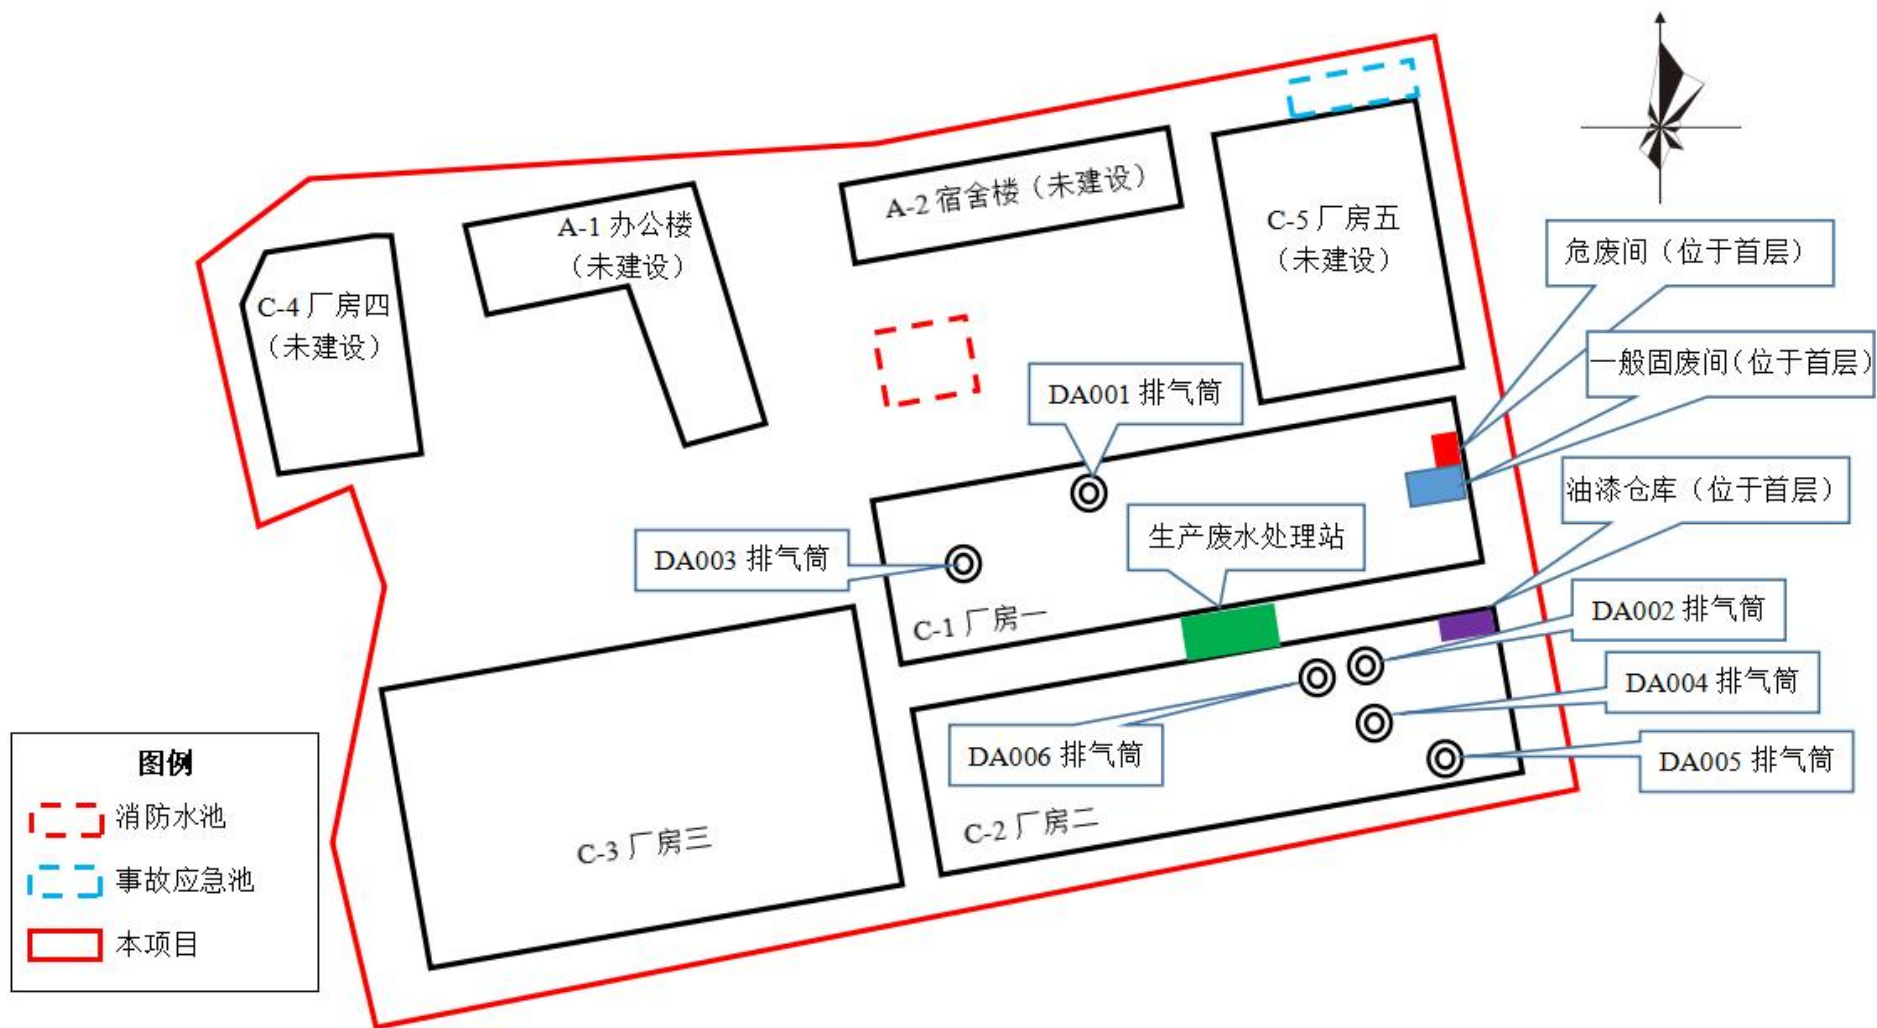 A-2 宿舍楼（未建设）
A-1 办公楼
（未建设）
C-5 厂房五
（未建设）
危废间（位于首层）
C-4 厂房四
（未建设）
一般固废间（位于首层）
DA001 排气筒
油漆仓库（位于首层）
生产废水处理站
DA003 排气筒
C-1 厂房一
DA002 排气筒
DA004 排气筒
DA006 排气筒
DA005 排气筒
C-2 厂房二
C-3 厂房三
图例
消防水池
事故应急池
本项目